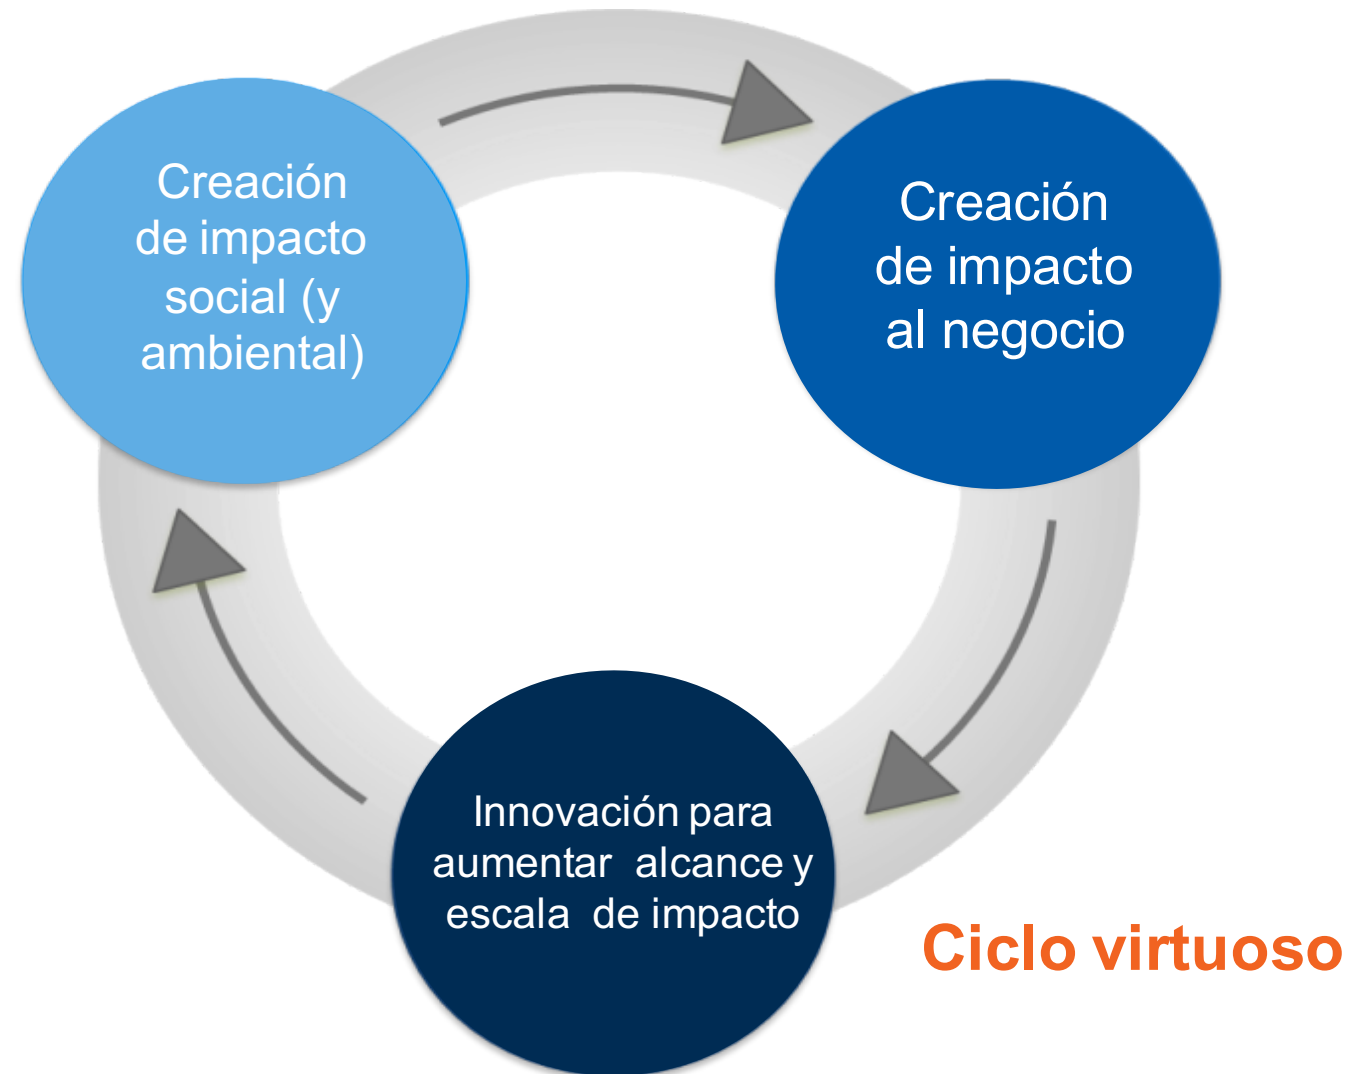 Creación
de impacto
social (y
ambiental)
Creación
de impacto
al negocio
Innovación para
aumentar alcance y
escala de impacto
Ciclo virtuoso